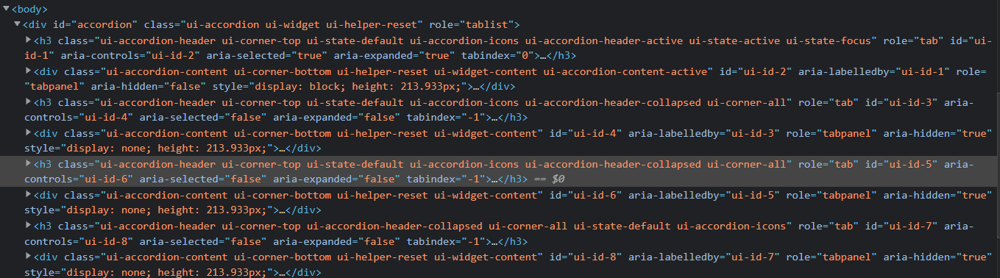 ▼<body>
▼<div id="accordion" class="ui-accordion ui-widget ui-helper-reset" role="tablist">
▶<h3 class="ui-accordion-header ui-corner-top ui-state-default ui-accordion-icons ui-accordion-header-active ui-state-active ui-state-focus" role="tab" id="ui-
id-1" aria-controls="ui-id-2" aria-selected="true" aria-expanded="true" tabindex="0">…</h3>
▶<div class="ui-accordion-content ui-corner-bottom ui-helper-reset ui-widget-content ui-accordion-content-active" id="ui-id-2" aria-labelledby="ui-id-1" role=
"tabpanel" aria-hidden="false" style="display: block; height: 213.933px;">…</div>
▶<h3 class="ui-accordion-header ui-corner-top ui-state-default ui-accordion-icons ui-accordion-header-collapsed ui-corner-all" role="tab" id="ui-id-3" aria-
controls="ui-id-4" aria-selected="false" aria-expanded="false" tabindex="-1">…</h3>
▶<div class="ui-accordion-content ui-corner-bottom ui-helper-reset ui-widget-content" id="ui-id-4" aria-labelledby="ui-id-3" role="tabpanel" aria-hidden="true"
style="display: none; height: 213.933px;">…</div>
▶<h3 class="ui-accordion-header ui-corner-top ui-state-default ui-accordion-icons ui-accordion-header-collapsed ui-corner-all" role="tab" id="ui-id-5" aria-
controls="ui-id-6" aria-selected="false" aria-expanded="false" tabindex="-1">…</h3> == $0
▶<div class="ui-accordion-content ui-corner-bottom ui-helper-reset ui-widget-content" id="ui-id-6" aria-labelledby="ui-id-5" role="tabpanel" aria-hidden="true"
style="display: none; height: 213.933px;">…</div>
▶<h3 class="ui-accordion-header ui-corner-top ui-accordion-header-collapsed ui-corner-all ui-state-default ui-accordion-icons" role="tab" id="ui-id-7" aria-
controls="ui-id-8" aria-selected="false" aria-expanded="false" tabindex="-1">…</h3>
▶<div class="ui-accordion-content ui-corner-bottom ui-helper-reset ui-widget-content" id="ui-id-8" aria-labelledby="ui-id-7" role="tabpanel" aria-hidden="true"
style="display: none; height: 213.933px;">…</div>